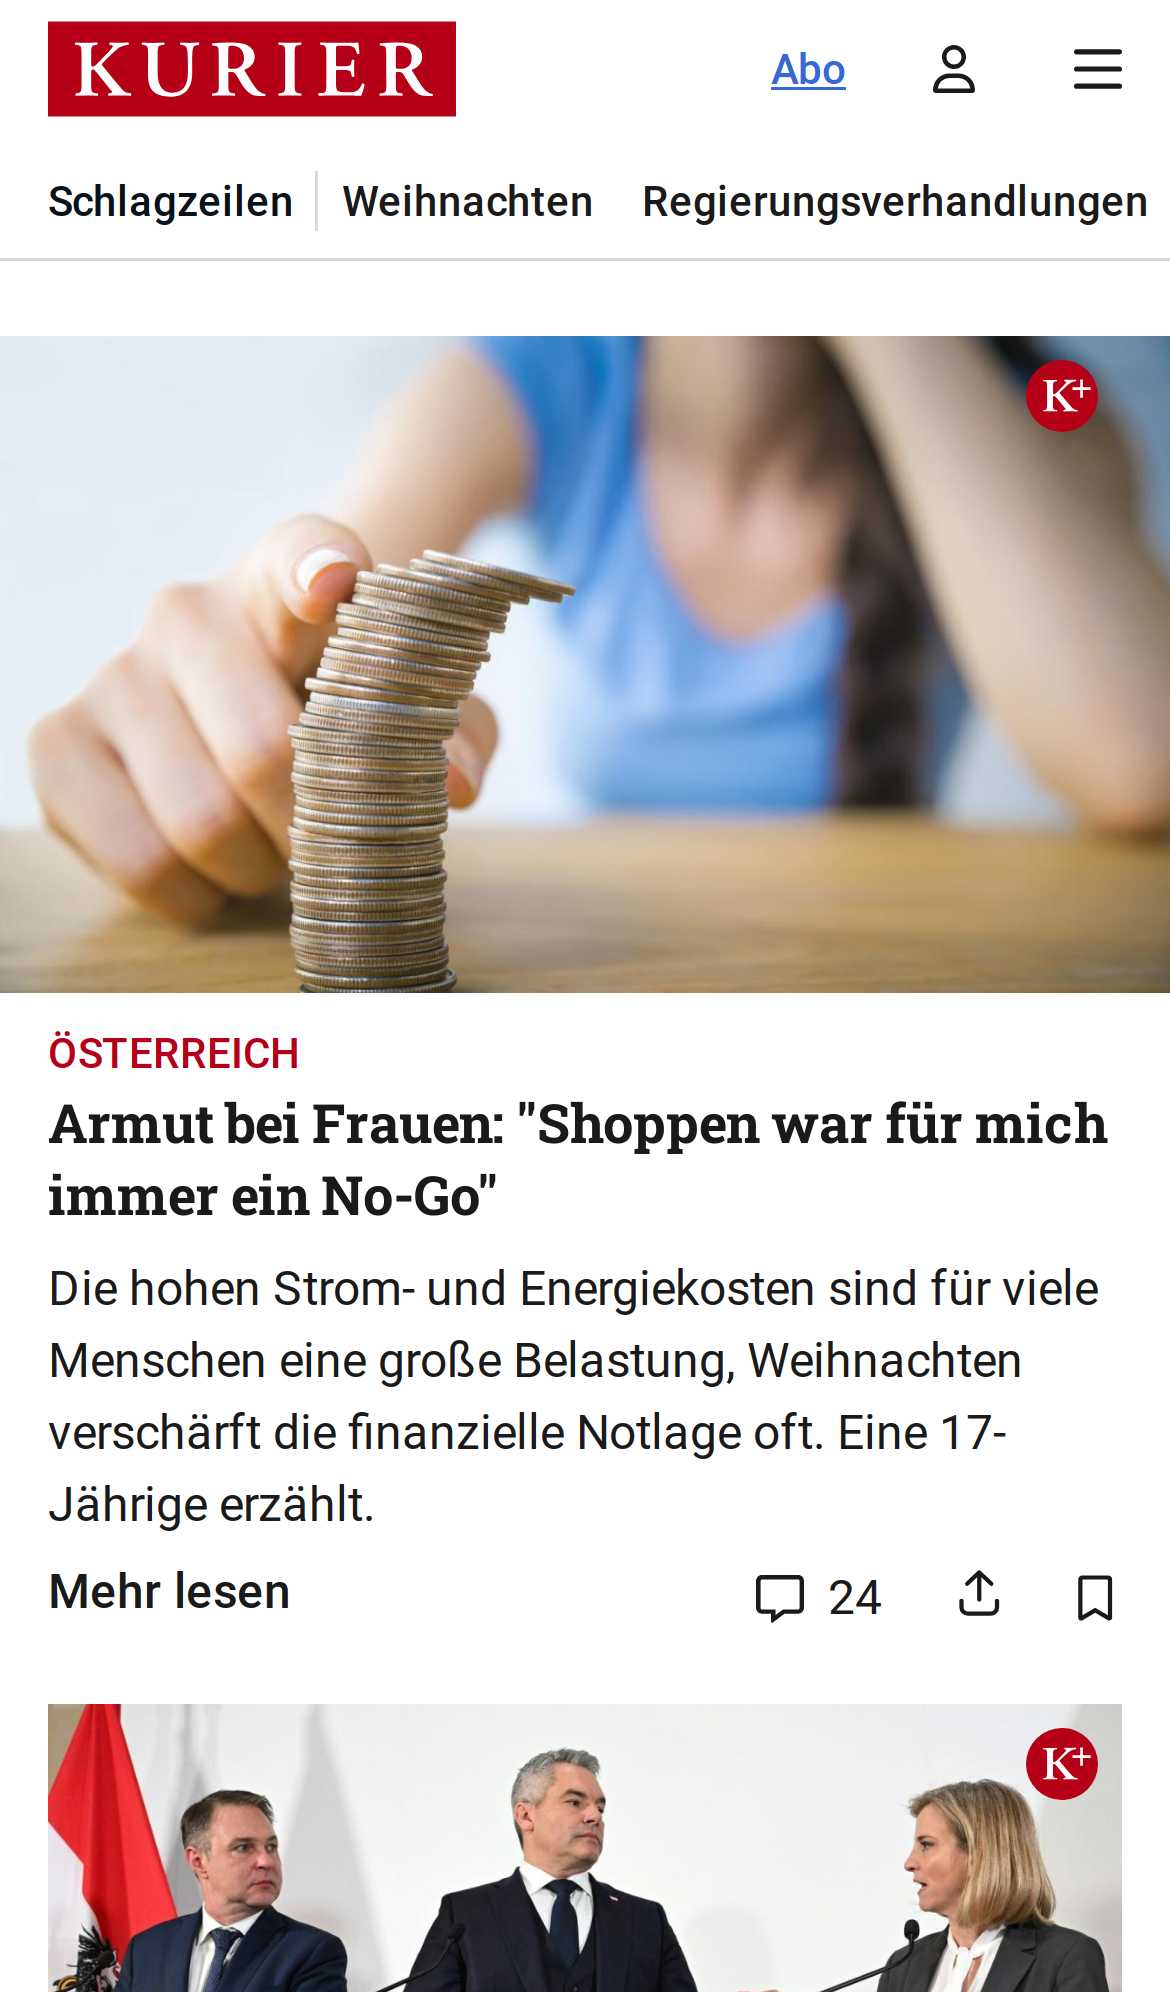 KURIER
Abo
Schlagzeilen
Weihnachten
Regierungsverhandlungen
K+
ÖSTERREICH
Armut bei Frauen: "Shoppen war für mich
immer ein No-Go"
Die hohen Strom- und Energiekosten sind für viele
Menschen eine große Belastung, Weihnachten
verschärft die finanzielle Notlage oft. Eine 17-
Jährige erzählt.
Mehr lesen
24
K+